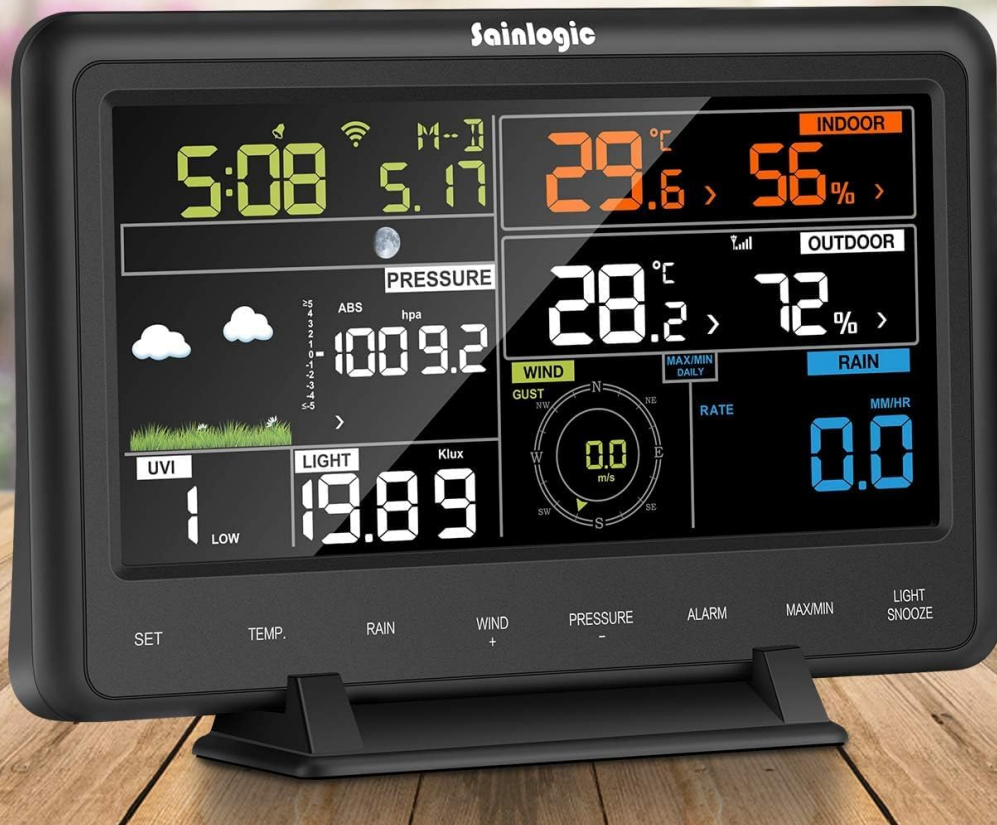 Sainlogic
M--D
5:08
5.17
INDOOR
29.6 °C
56%
OUTDOOR
28.2 °C
72%
PRESSURE
ABS
hpa
1009.2
≥5
4
3
2
1
0
-1
-2
-3
-4
≤-5
WIND
GUST
N
NE
E
SE
S
SW
W
NW
0.0
m/s
MAX/MIN
DAILY
RAIN
RATE
MM/HR
0.0
UVI
1
LOW
LIGHT
Klux
19.89
SET
TEMP.
RAIN
WIND
+
PRESSURE
–
ALARM
MAX/MIN
LIGHT
SNOOZE